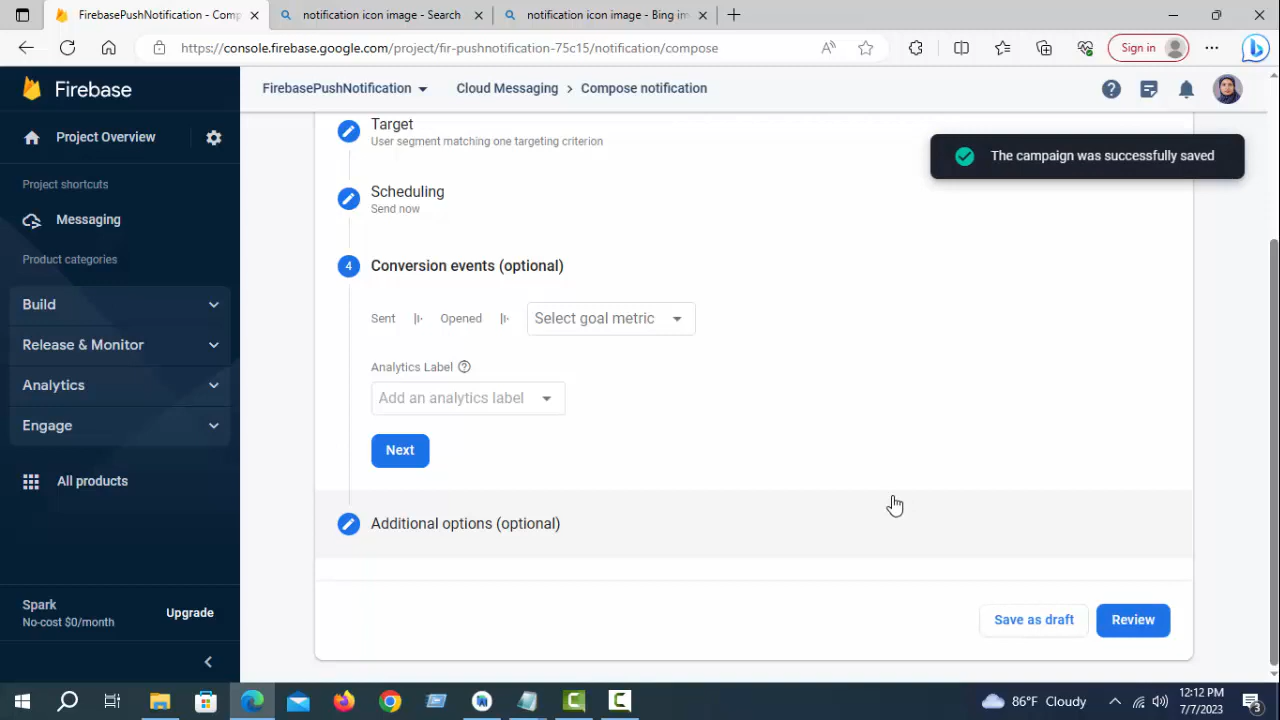 FirebasePushNotification - Comp
notification icon image - Search
notification icon image - Bing im
https://console.firebase.google.com/project/fir-pushnotification-75c15/notification/compose
Sign in
Firebase
FirebasePushNotification
Cloud Messaging
Compose notification
Project Overview
Target
User segment matching one targeting criterion
The campaign was successfully saved
Project shortcuts
Scheduling
Send now
Messaging
Product categories
4
Conversion events (optional)
Build
Sent
Opened
Select goal metric
Release & Monitor
Analytics Label
Analytics
Add an analytics label
Engage
Next
All products
Additional options (optional)
Spark
No-cost $0/month
Upgrade
Save as draft
Review
86°F Cloudy
12:12 PM
7/7/2023
3